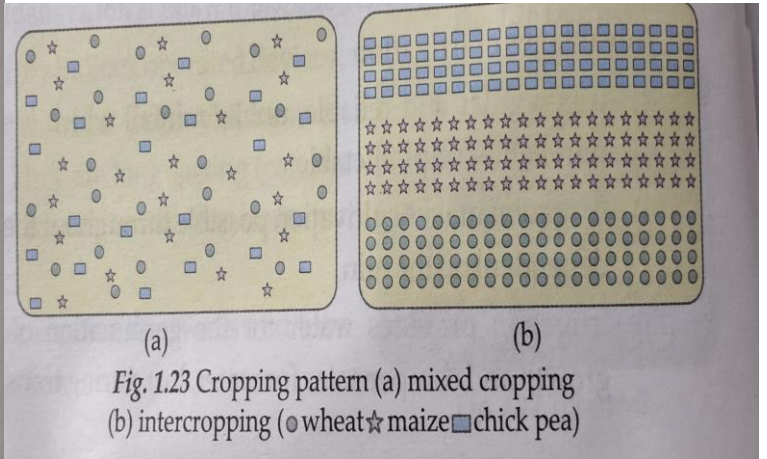 (a)
(b)
Fig. 1.23 Cropping pattern (a) mixed cropping
(b) intercropping (wheat maize chick pea)